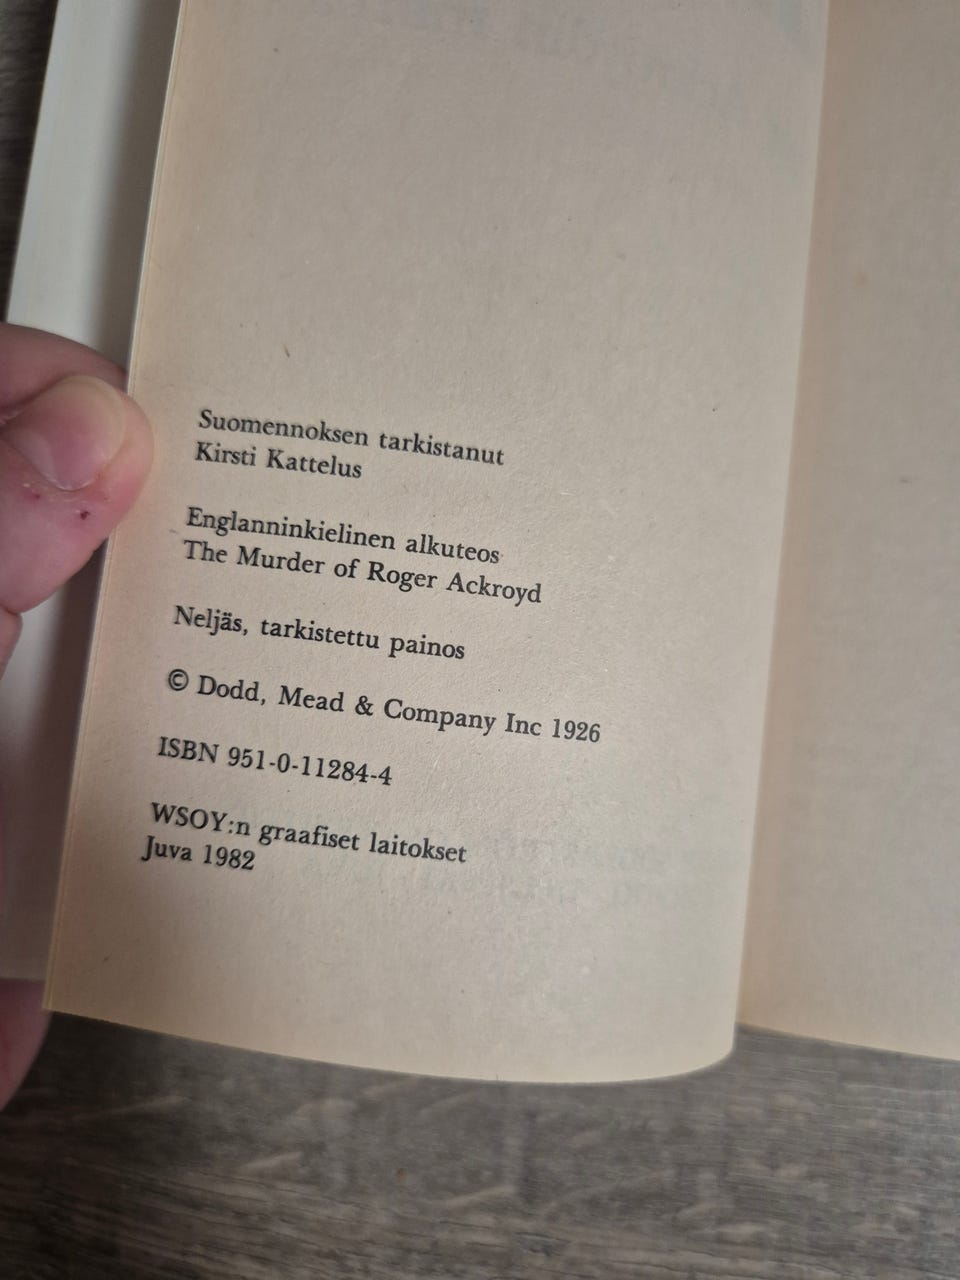 Suomennoksen tarkistanut
Kirsti Kattelus
Englanninkielinen alkuteos
The Murder of Roger Ackroyd
Neljäs, tarkistettu painos
© Dodd, Mead & Company Inc 1926
ISBN 951-0-11284-4
WSOY:n graafiset laitokset
Juva 1982